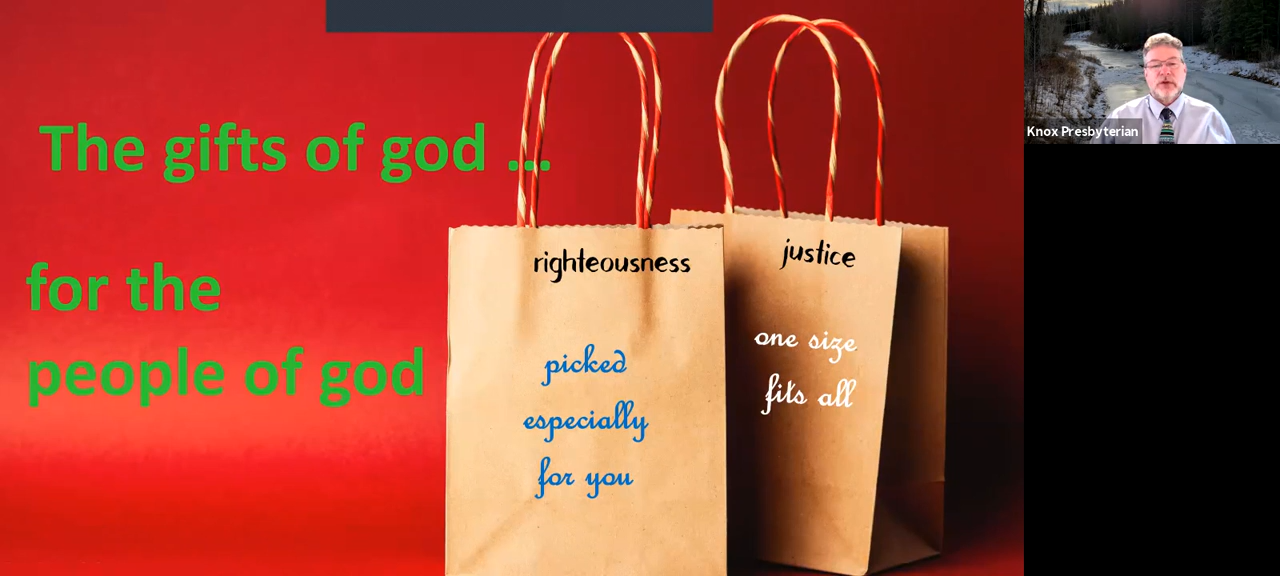 The gifts of god ...
for the
people of god
righteousness
picked
especially
for you
justice
one size
fits all
Knox Presbyterian